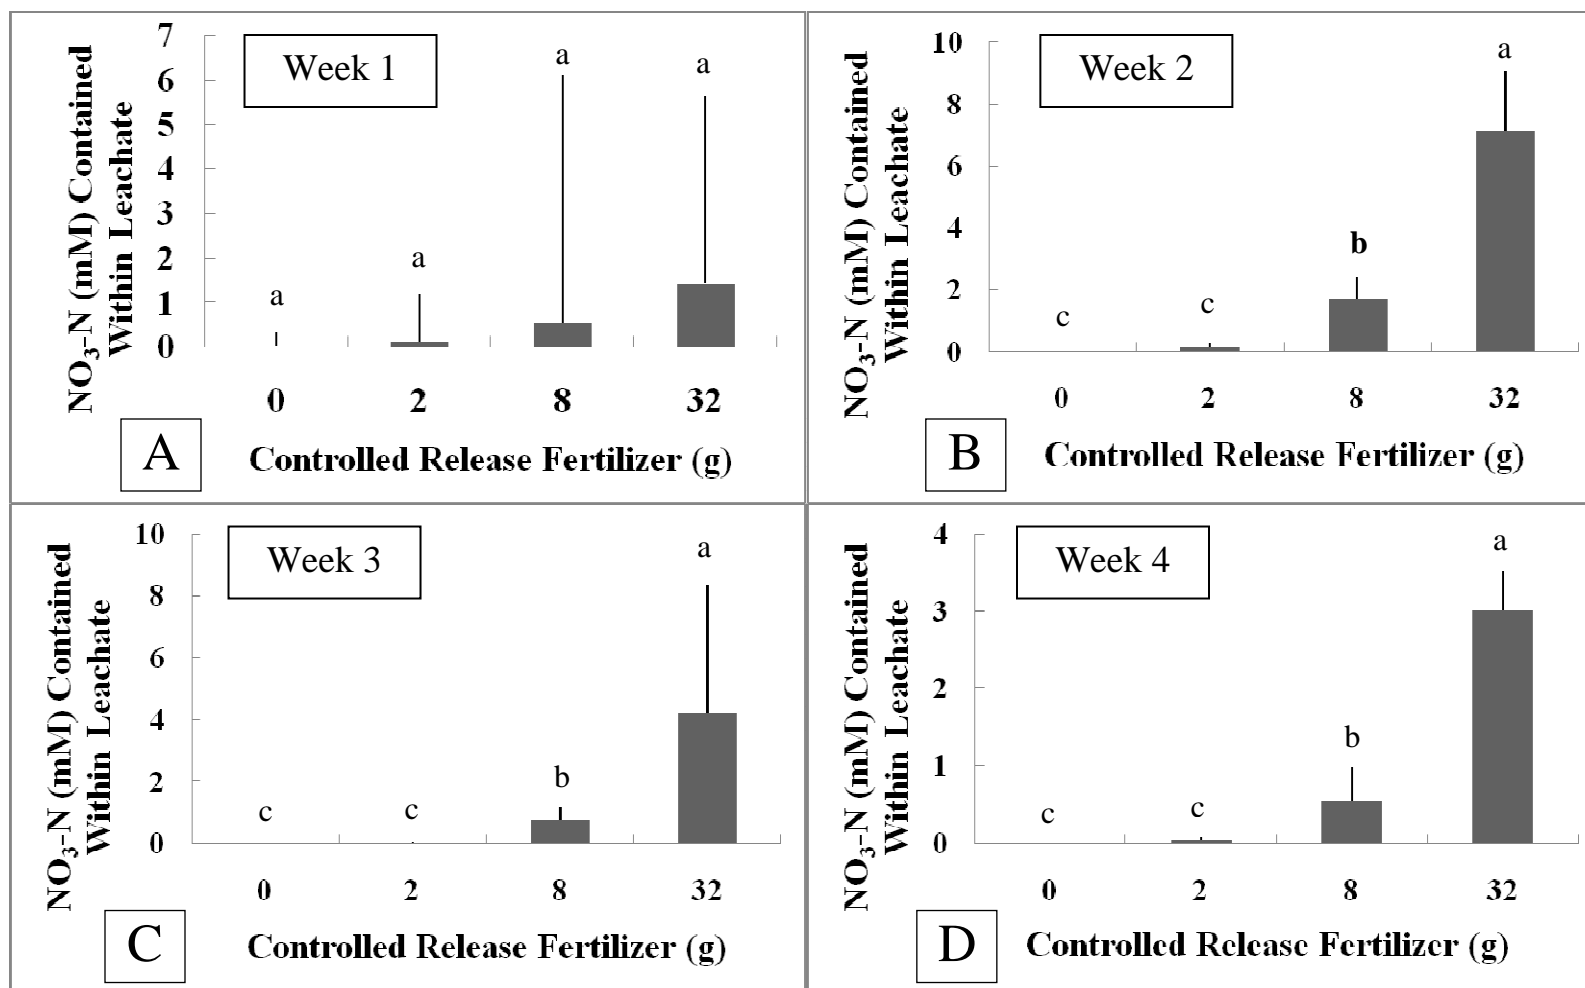 NO₃-N (mM) Contained
Within Leachate
7
6
5
4
3
2
1
0
Week 1
a
a
a
a
0 2 8 32
A
Controlled Release Fertilizer (g)
NO₃-N (mM) Contained
Within Leachate
10
8
6
4
2
0
Week 2
c
c
b
a
0 2 8 32
B
Controlled Release Fertilizer (g)
NO₃-N (mM) Contained
Within Leachate
10
8
6
4
2
0
Week 3
c
c
b
a
0 2 8 32
C
Controlled Release Fertilizer (g)
NO₃-N (mM) Contained
Within Leachate
4
3
2
1
0
Week 4
c
c
b
a
0 2 8 32
D
Controlled Release Fertilizer (g)